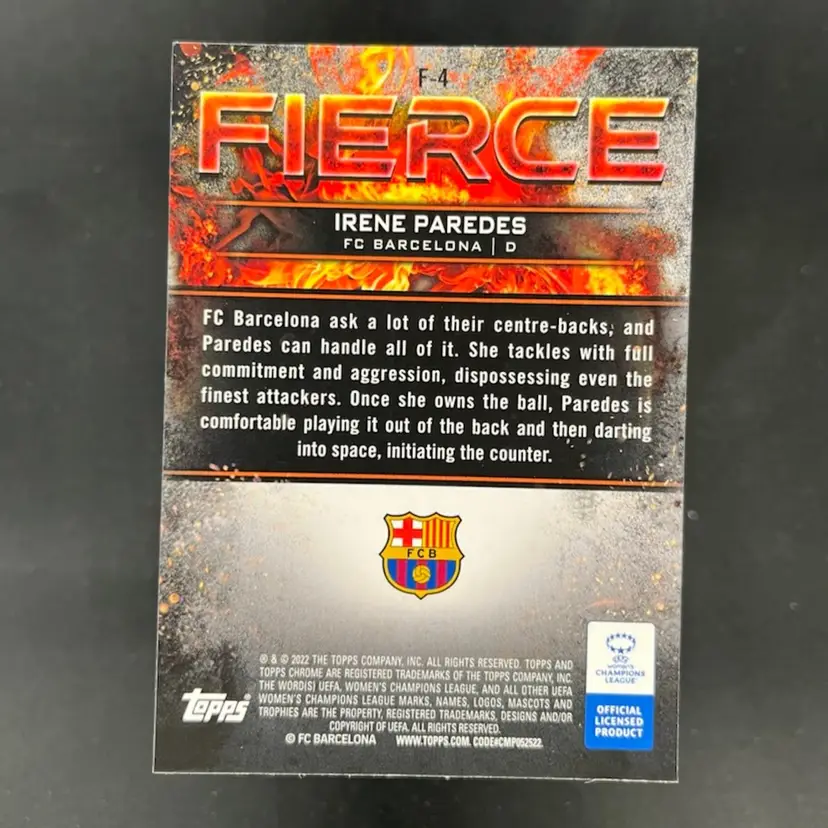 F-4
FIERCE
IRENE PAREDES
FC BARCELONA | D
FC Barcelona ask a lot of their centre-backs, and
Paredes can handle all of it. She tackles with full
commitment and aggression, dispossessing even the
finest attackers. Once she owns the ball, Paredes is
comfortable playing it out of the back and then darting
into space, initiating the counter.
FCB
® & © 2022 THE TOPPS COMPANY, INC. ALL RIGHTS RESERVED. TOPPS AND
TOPPS CHROME ARE REGISTERED TRADEMARKS OF THE TOPPS COMPANY, INC.
THE WORD(S) UEFA, WOMEN'S CHAMPIONS LEAGUE, AND ALL OTHER UEFA
WOMEN'S CHAMPIONS LEAGUE MARKS, NAMES, LOGOS, MASCOTS AND
TROPHIES ARE THE PROPERTY, REGISTERED TRADEMARKS, DESIGNS AND/OR
COPYRIGHT OF UEFA. ALL RIGHTS RESERVED.
© FC BARCELONA WWW.TOPPS.COM. CODE#CMP052522
Topps
WOMEN'S
CHAMPIONS
LEAGUE
OFFICIAL
LICENSED
PRODUCT